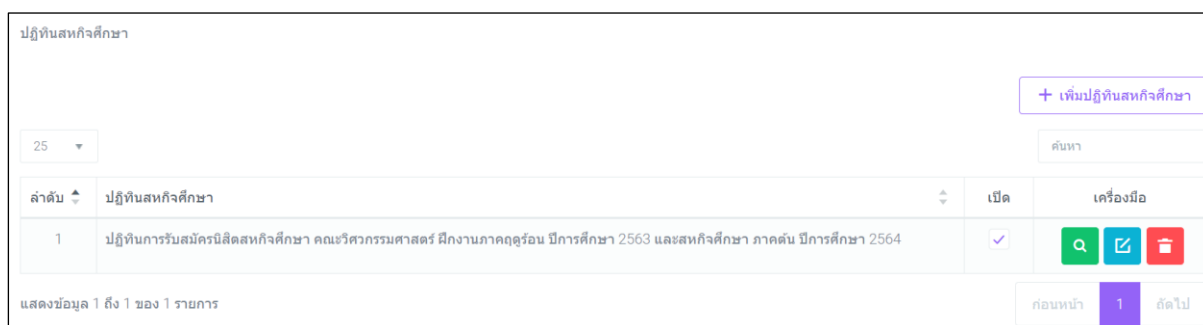 ปฏิทินสหกิจศึกษา
+ เพิ่มปฏิทินสหกิจศึกษา
25
ค้นหา
ลำดับ ปฏิทินสหกิจศึกษา เปิด เครื่องมือ
1 ปฏิทินการรับสมัครนิสิตสหกิจศึกษา คณะวิศวกรรมศาสตร์ ฝึกงานภาคฤดูร้อน ปีการศึกษา 2563 และสหกิจศึกษา ภาคต้น ปีการศึกษา 2564
แสดงข้อมูล 1 ถึง 1 ของ 1 รายการ
ก่อนหน้า 1 ถัดไป